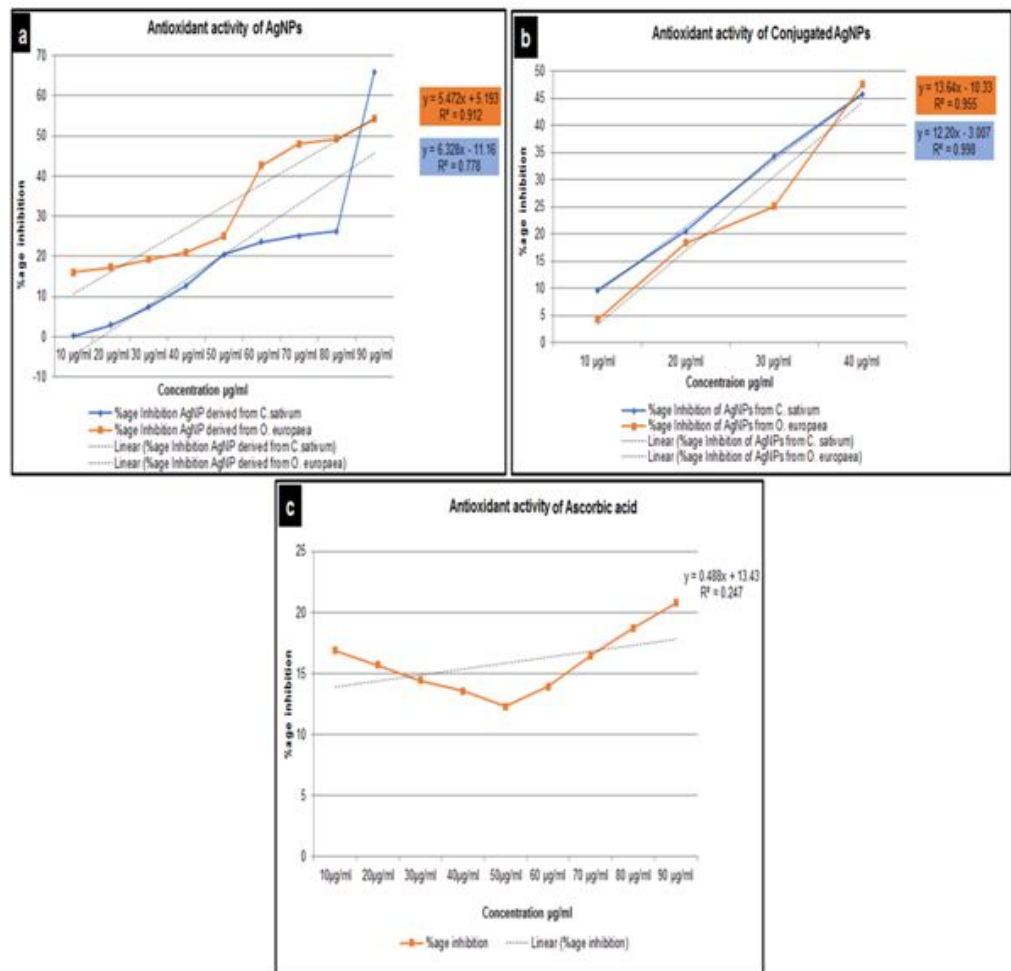 a
Antioxidant activity of AgNPs
70
60
50
40
30
20
10
0
-10
%age inhibition
y = 5.472x + 5.193
R² = 0.912
y = 6.328x - 11.16
R² = 0.778
10 µg/ml 20 µg/ml 30 µg/ml 40 µg/ml 50 µg/ml 60 µg/ml 70 µg/ml 80 µg/ml 90 µg/ml
Concentration µg/ml
%age Inhibition AgNP derived from C. sativum
%age Inhibition AgNP derived from O. europaea
Linear (%age Inhibition AgNP derived from C. sativum)
Linear (%age Inhibition AgNP derived from O. europaea)
b
Antioxidant activity of Conjugated AgNPs
50
45
40
35
30
25
20
15
10
5
0
%age inhibition
y = 13.64x - 10.33
R² = 0.955
y = 12.20x - 3.007
R² = 0.998
10 µg/ml 20 µg/ml 30 µg/ml 40 µg/ml
Concentraion µg/ml
%age Inhibition of AgNPs from C. sativum
%age Inhibition of AgNPs from O. europaea
Linear (%age Inhibition of AgNPs from C. sativum)
Linear (%age Inhibition of AgNPs from O. europaea)
c
Antioxidant activity of Ascorbic acid
25
20
15
10
5
0
%age inhibition
y = 0.488x + 13.43
R² = 0.247
10µg/ml 20µg/ml 30µg/ml 40µg/ml 50µg/ml 60 µg/ml 70 µg/ml 80 µg/ml 90 µg/ml
Concentration µg/ml
%age inhibition Linear (%age inhibtion)